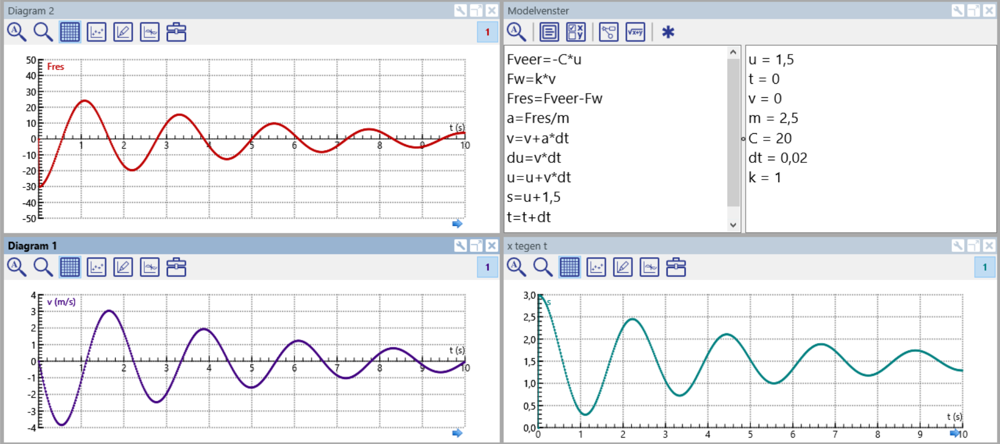 Diagram 2
1
50
Fres
40
30
20
10
t (s)
0
1 2 3 4 5 6 7 8 9 10
-10
-20
-30
-40
-50
Modelvenster
Fveer=-C*u
Fw=k*v
Fres=Fveer-Fw
a=Fres/m
v=v+a*dt
du=v*dt
u=u+v*dt
s=u+1,5
t=t+dt
u = 1,5
t = 0
v = 0
m = 2,5
C = 20
dt = 0,02
k = 1
Diagram 1
1
4
v (m/s)
3
2
1
t (s)
0
1 2 3 4 5 6 7 8 9 10
-1
-2
-3
-4
x tegen t
1
3,0
s
2,5
2,0
1,5
1,0
0,5
t (s)
0,0
0 1 2 3 4 5 6 7 8 9 10